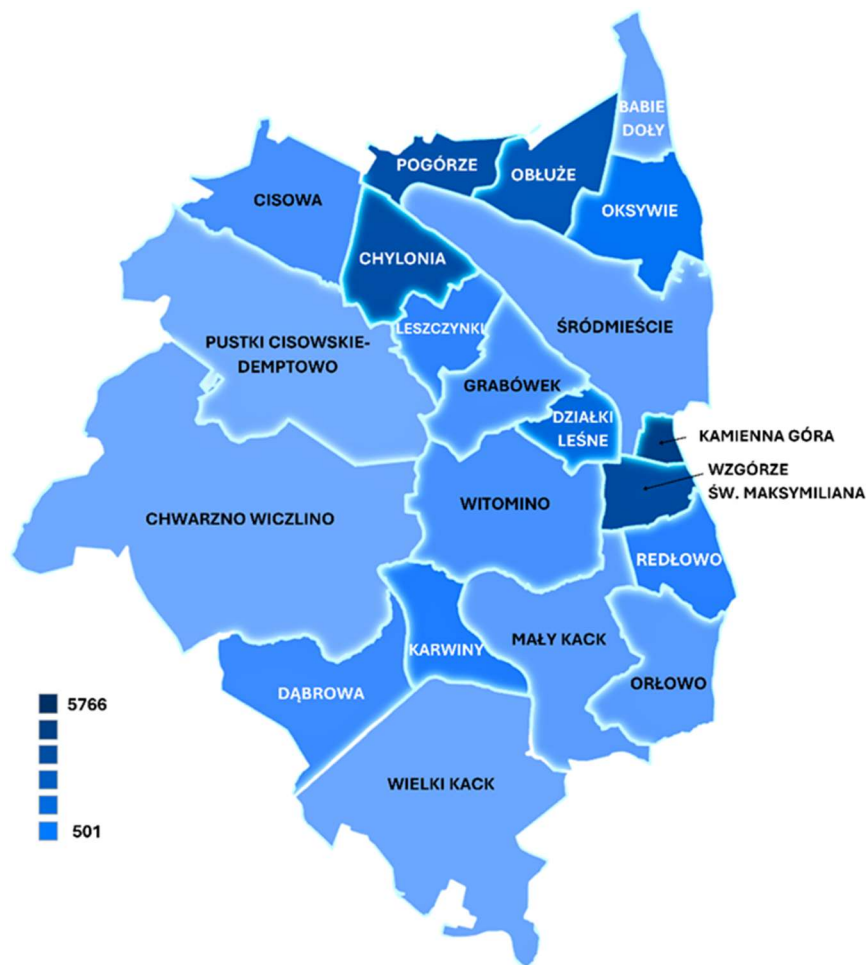 BABIE
DOŁY
POGÓRZE
OBŁUŻE
CISOWA
OKSYWIE
CHYLONIA
LESZCZYNKI
ŚRÓDMIEŚCIE
PUSTKI CISOWSKIE-
DEMPTOWO
GRABÓWEK
DZIAŁKI
LEŚNE
KAMIENNA GÓRA
WZGÓRZE
ŚW. MAKSYMILIANA
CHWARZNO WICZLINO
WITOMINO
REDŁOWO
MAŁY KACK
KARWINY
ORŁOWO
DĄBROWA
5766
WIELKI KACK
501